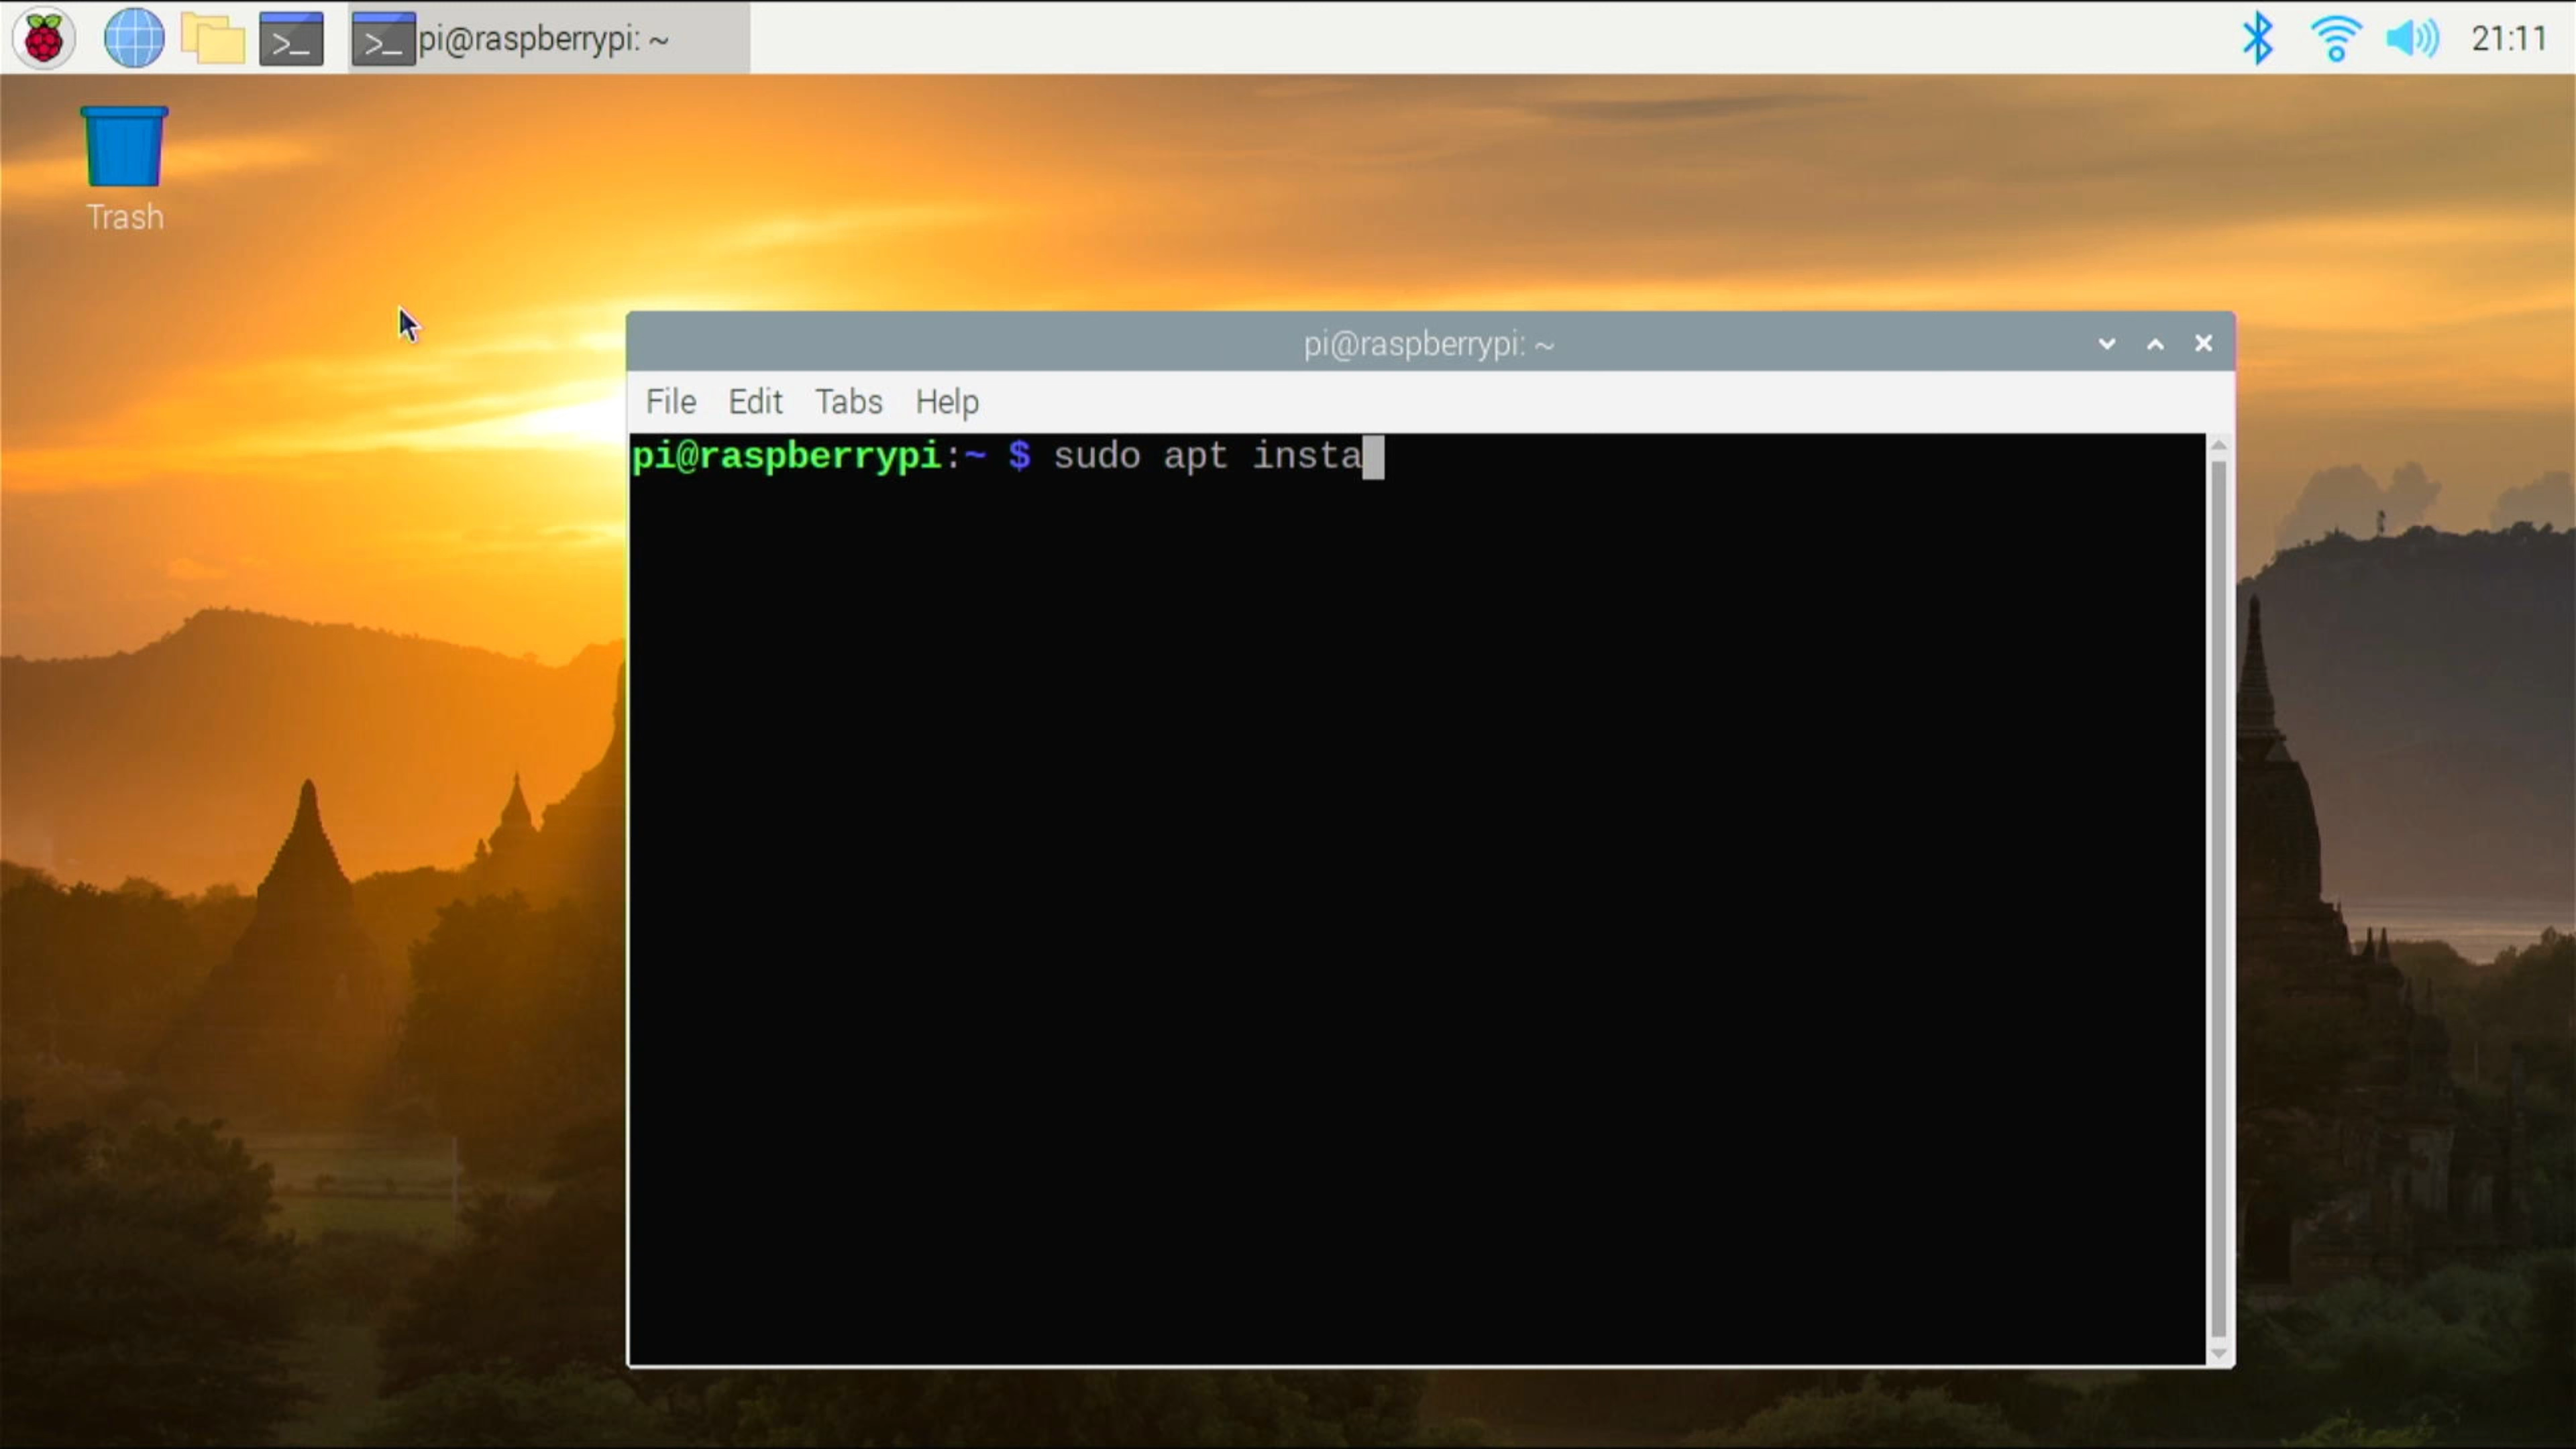 pi@raspberrypi: ~
21:11
Trash
pi@raspberrypi: ~
File Edit Tabs Help
pi@raspberrypi:~ $ sudo apt insta